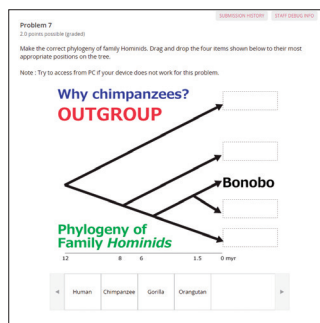 SUBMISSION HISTORY STAFF DEBUG INFO
Problem 7
2.0 points possible (graded)
Make the correct phylogeny of family Hominids. Drag and drop the four items shown below to their most
appropriate positions on the tree.
Note : Try to access from PC if your device does not work for this problem.
Why chimpanzees?
OUTGROUP
Bonobo
Phylogeny of
Family Hominids
12 8 6 1.5 0 myr
Human Chimpanzee Gorilla Orangutan